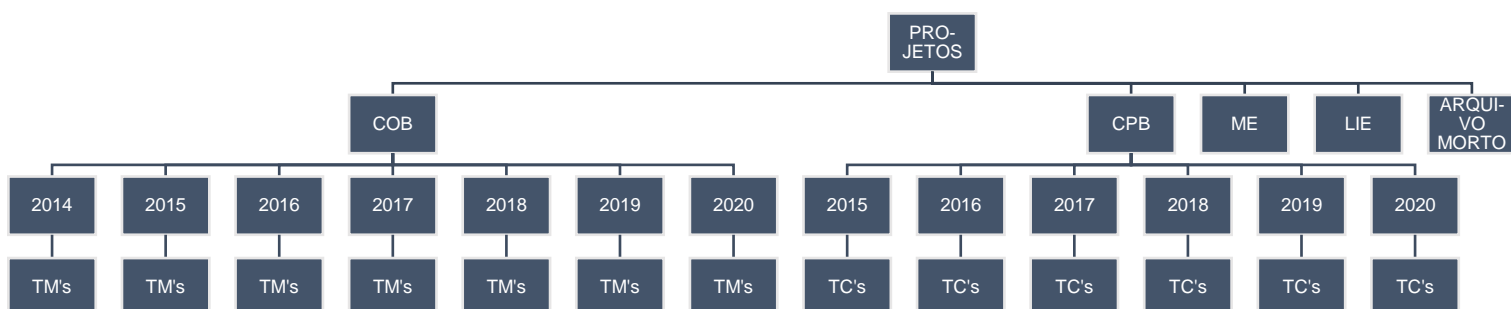 PRO-
JETOS
COB
CPB
ME
LIE
ARQUI-
VO
MORTO
2014
2015
2016
2017
2018
2019
2020
2015
2016
2017
2018
2019
2020
TM's
TM's
TM's
TM's
TM's
TM's
TM's
TC's
TC's
TC's
TC's
TC's
TC's